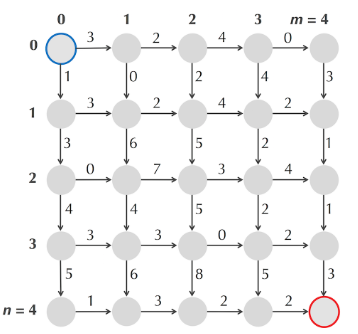 0 1 2 3 m = 4
0 3 2 4 0
1 0 2 4 3
1 3 2 4 2
3 6 5 2 1
2 0 7 3 4
4 4 5 2 1
3 3 3 0 2
5 6 8 5 3
n = 4 1 3 2 2